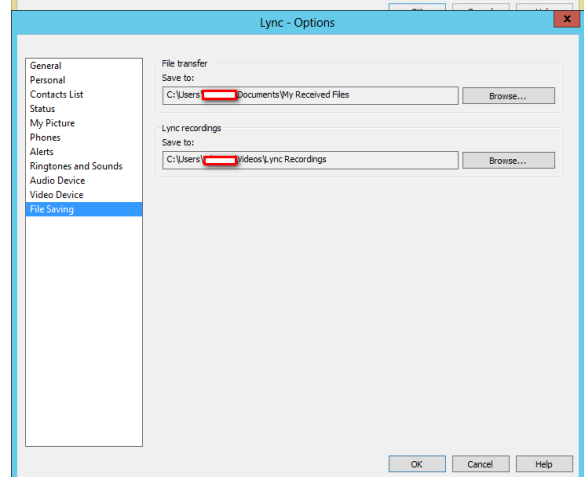 Lync - Options
x
General
Personal
Contacts List
Status
My Picture
Phones
Alerts
Ringtones and Sounds
Audio Device
Video Device
File Saving
File transfer
Save to:
C:\Users\ Documents\My Received Files
Browse...
Lync recordings
Save to:
C:\Users\ Videos\Lync Recordings
Browse...
OK
Cancel
Help